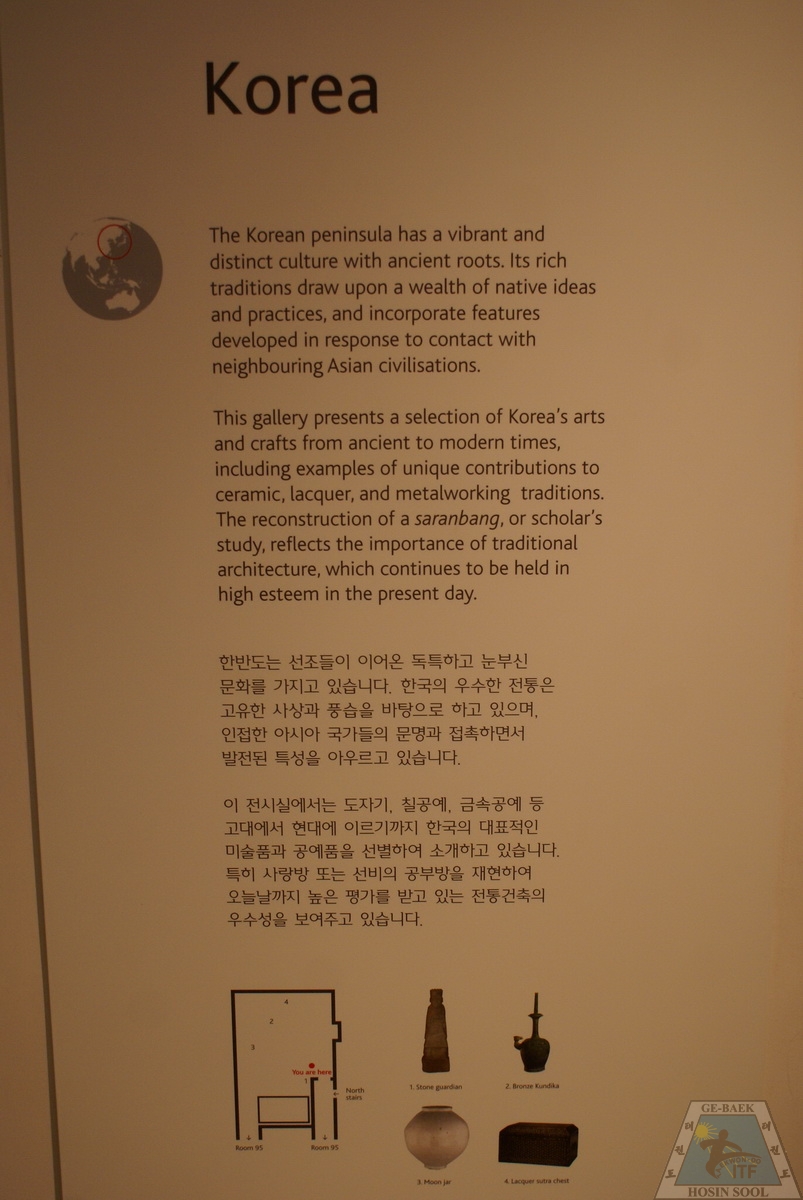 Korea
The Korean peninsula has a vibrant and
distinct culture with ancient roots. Its rich
traditions draw upon a wealth of native ideas
and practices, and incorporate features
developed in response to contact with
neighbouring Asian civilisations.
This gallery presents a selection of Korea's arts
and crafts from ancient to modern times,
including examples of unique contributions to
ceramic, lacquer, and metalworking traditions.
The reconstruction of a saranbang, or scholar's
study, reflects the importance of traditional
architecture, which continues to be held in
high esteem in the present day.
한반도는 선조들이 이어온 독특하고 눈부신
문화를 가지고 있습니다. 한국의 우수한 전통은
고유한 사상과 풍습을 바탕으로 하고 있으며,
인접한 아시아 국가들의 문명과 접촉하면서
발전된 특성을 아우르고 있습니다.
이 전시실에서는 도자기, 칠공예, 금속공예 등
고대에서 현대에 이르기까지 한국의 대표적인
미술품과 공예품을 선별하여 소개하고 있습니다.
특히 사랑방 또는 선비의 공부방을 재현하여
오늘날까지 높은 평가를 받고 있는 전통건축의
우수성을 보여주고 있습니다.
4
2
3
You are here
1
North
stairs
↓ ↓
Room 95 Room 95
1. Stone guardian
2. Bronze Kundika
3. Moon jar
4. Lacquer sutra chest
GE-BAEK
태 태
권 권
도 도
ITF
HOSIN SOOL